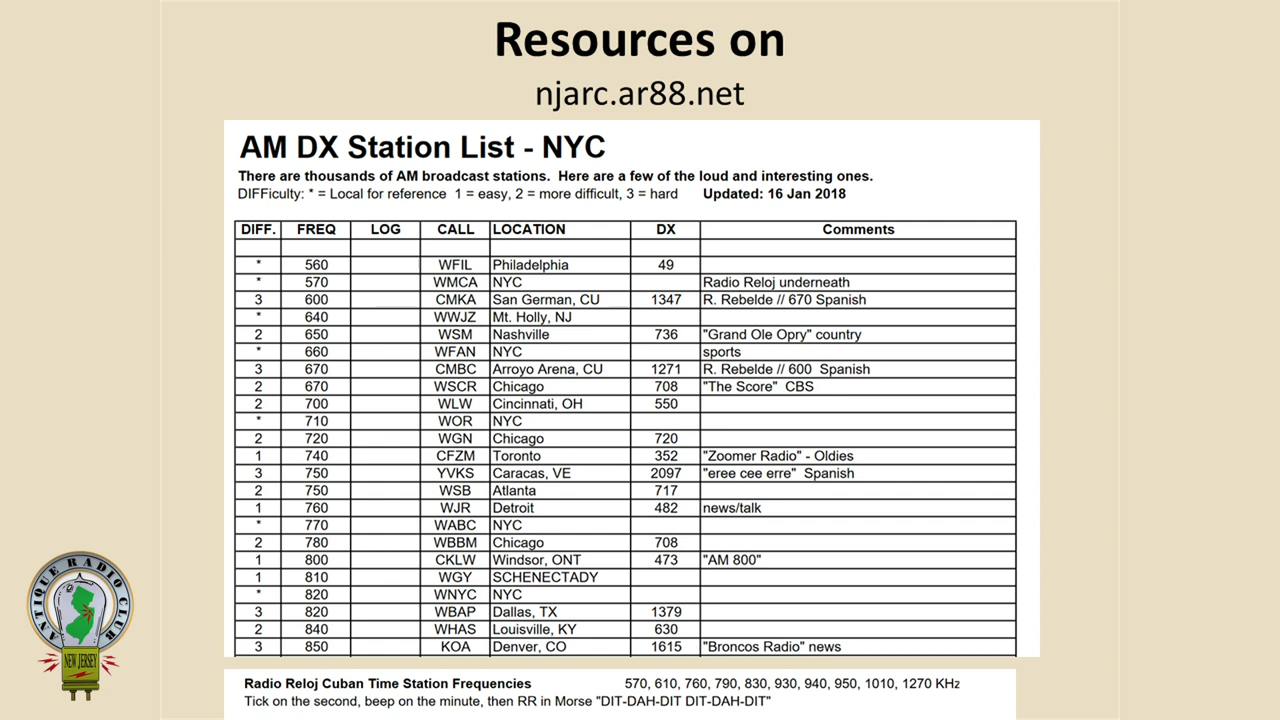 Resources on
njarc.ar88.net
AM DX Station List - NYC
There are thousands of AM broadcast stations. Here are a few of the loud and interesting ones.
DIFFiculty: * = Local for reference 1 = easy, 2 = more difficult, 3 = hard Updated: 16 Jan 2018
DIFF. FREQ LOG CALL LOCATION DX Comments
* 560 WFIL Philadelphia 49
* 570 WMCA NYC Radio Reloj underneath
3 600 CMKA San German, CU 1347 R. Rebelde // 670 Spanish
* 640 WWJZ Mt. Holly, NJ
2 650 WSM Nashville 736 "Grand Ole Opry" country
* 660 WFAN NYC sports
3 670 CMBC Arroyo Arena, CU 1271 R. Rebelde // 600 Spanish
2 670 WSCR Chicago 708 "The Score" CBS
2 700 WLW Cincinnati, OH 550
* 710 WOR NYC
2 720 WGN Chicago 720
1 740 CFZM Toronto 352 "Zoomer Radio" - Oldies
3 750 YVKS Caracas, VE 2097 "eree cee erre" Spanish
2 750 WSB Atlanta 717
1 760 WJR Detroit 482 news/talk
* 770 WABC NYC
2 780 WBBM Chicago 708
1 800 CKLW Windsor, ONT 473 "AM 800"
1 810 WGY SCHENECTADY
* 820 WNYC NYC
3 820 WBAP Dallas, TX 1379
2 840 WHAS Louisville, KY 630
3 850 KOA Denver, CO 1615 "Broncos Radio" news
Radio Reloj Cuban Time Station Frequencies 570, 610, 760, 790, 830, 930, 940, 950, 1010, 1270 KHz
Tick on the second, beep on the minute, then RR in Morse "DIT-DAH-DIT DIT-DAH-DIT"
ANTIQUE RADIO CLUB
NEW JERSEY